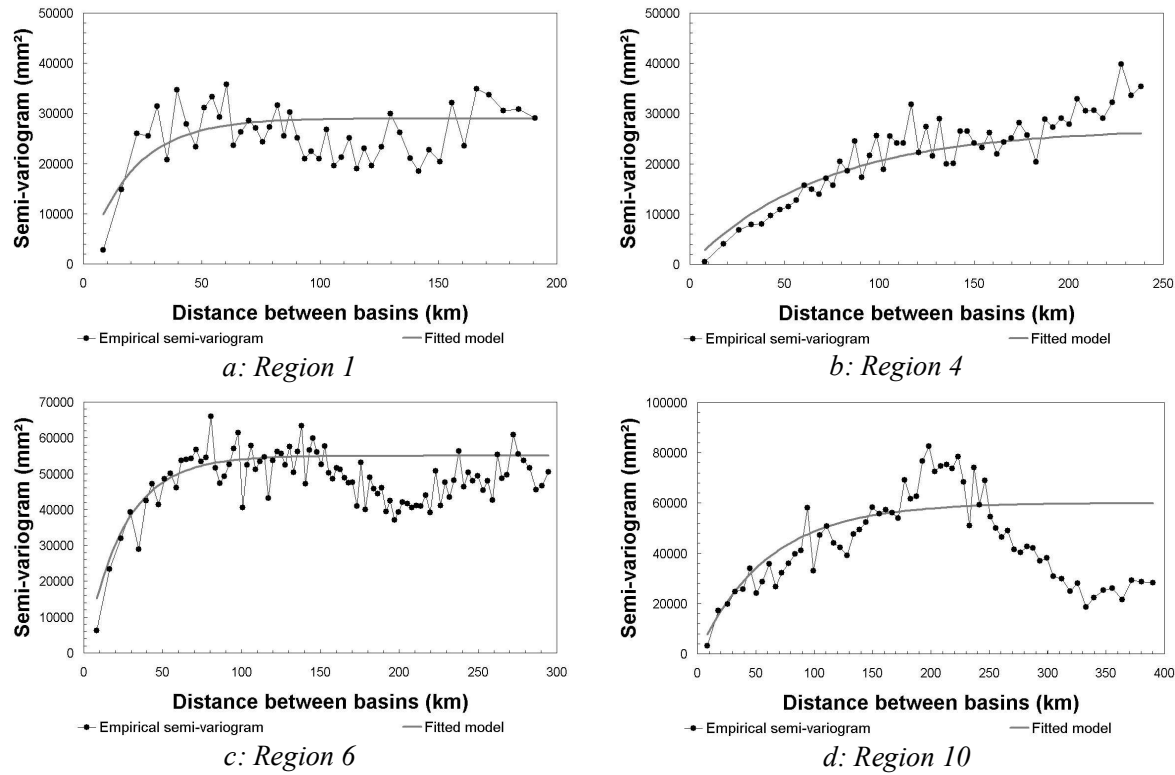 50000
40000
30000
20000
10000
0
Semi-variogram (mm²)
0 50 100 150 200
Distance between basins (km)
Empirical semi-variogram Fitted model
a: Region 1
50000
40000
30000
20000
10000
0
Semi-variogram (mm²)
0 50 100 150 200 250
Distance between basins (km)
Empirical semi-variogram Fitted model
b: Region 4
70000
60000
50000
40000
30000
20000
10000
0
Semi-variogram (mm²)
0 50 100 150 200 250 300
Distance between basins (km)
Empirical semi-variogram Fitted model
c: Region 6
100000
80000
60000
40000
20000
0
Semi-variogram (mm²)
0 50 100 150 200 250 300 350 400
Distance between basins (km)
Empirical semi-variogram Fitted model
d: Region 10